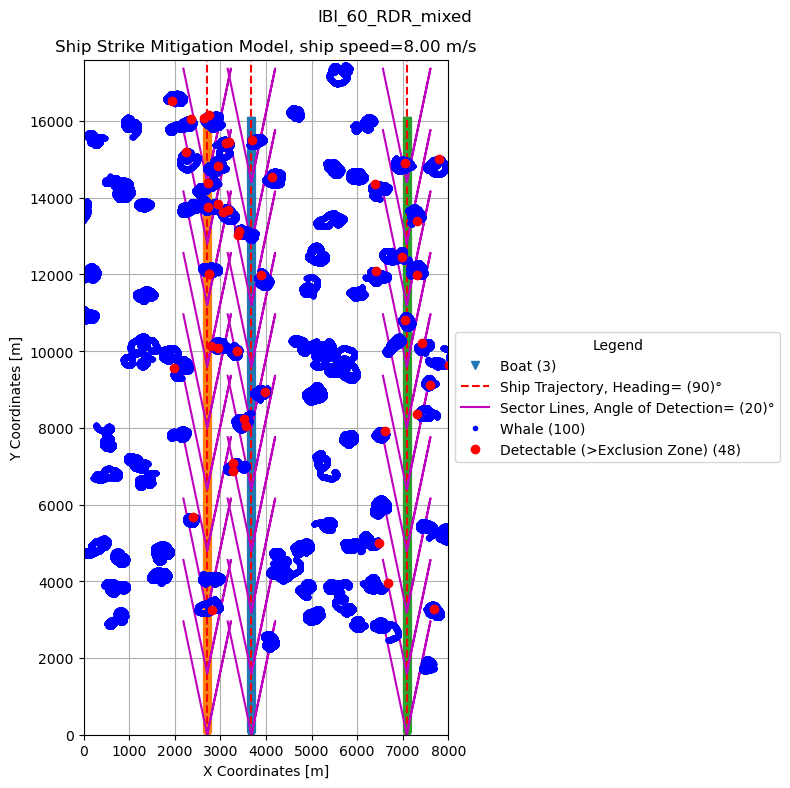 IBI_60_RDR_mixed
Ship Strike Mitigation Model, ship speed=8.00 m/s
Y Coordinates [m]
16000
14000
12000
10000
8000
6000
4000
2000
0
0 1000 2000 3000 4000 5000 6000 7000 8000
X Coordinates [m]
Legend
Boat (3)
Ship Trajectory, Heading= (90)°
Sector Lines, Angle of Detection= (20)°
Whale (100)
Detectable (>Exclusion Zone) (48)